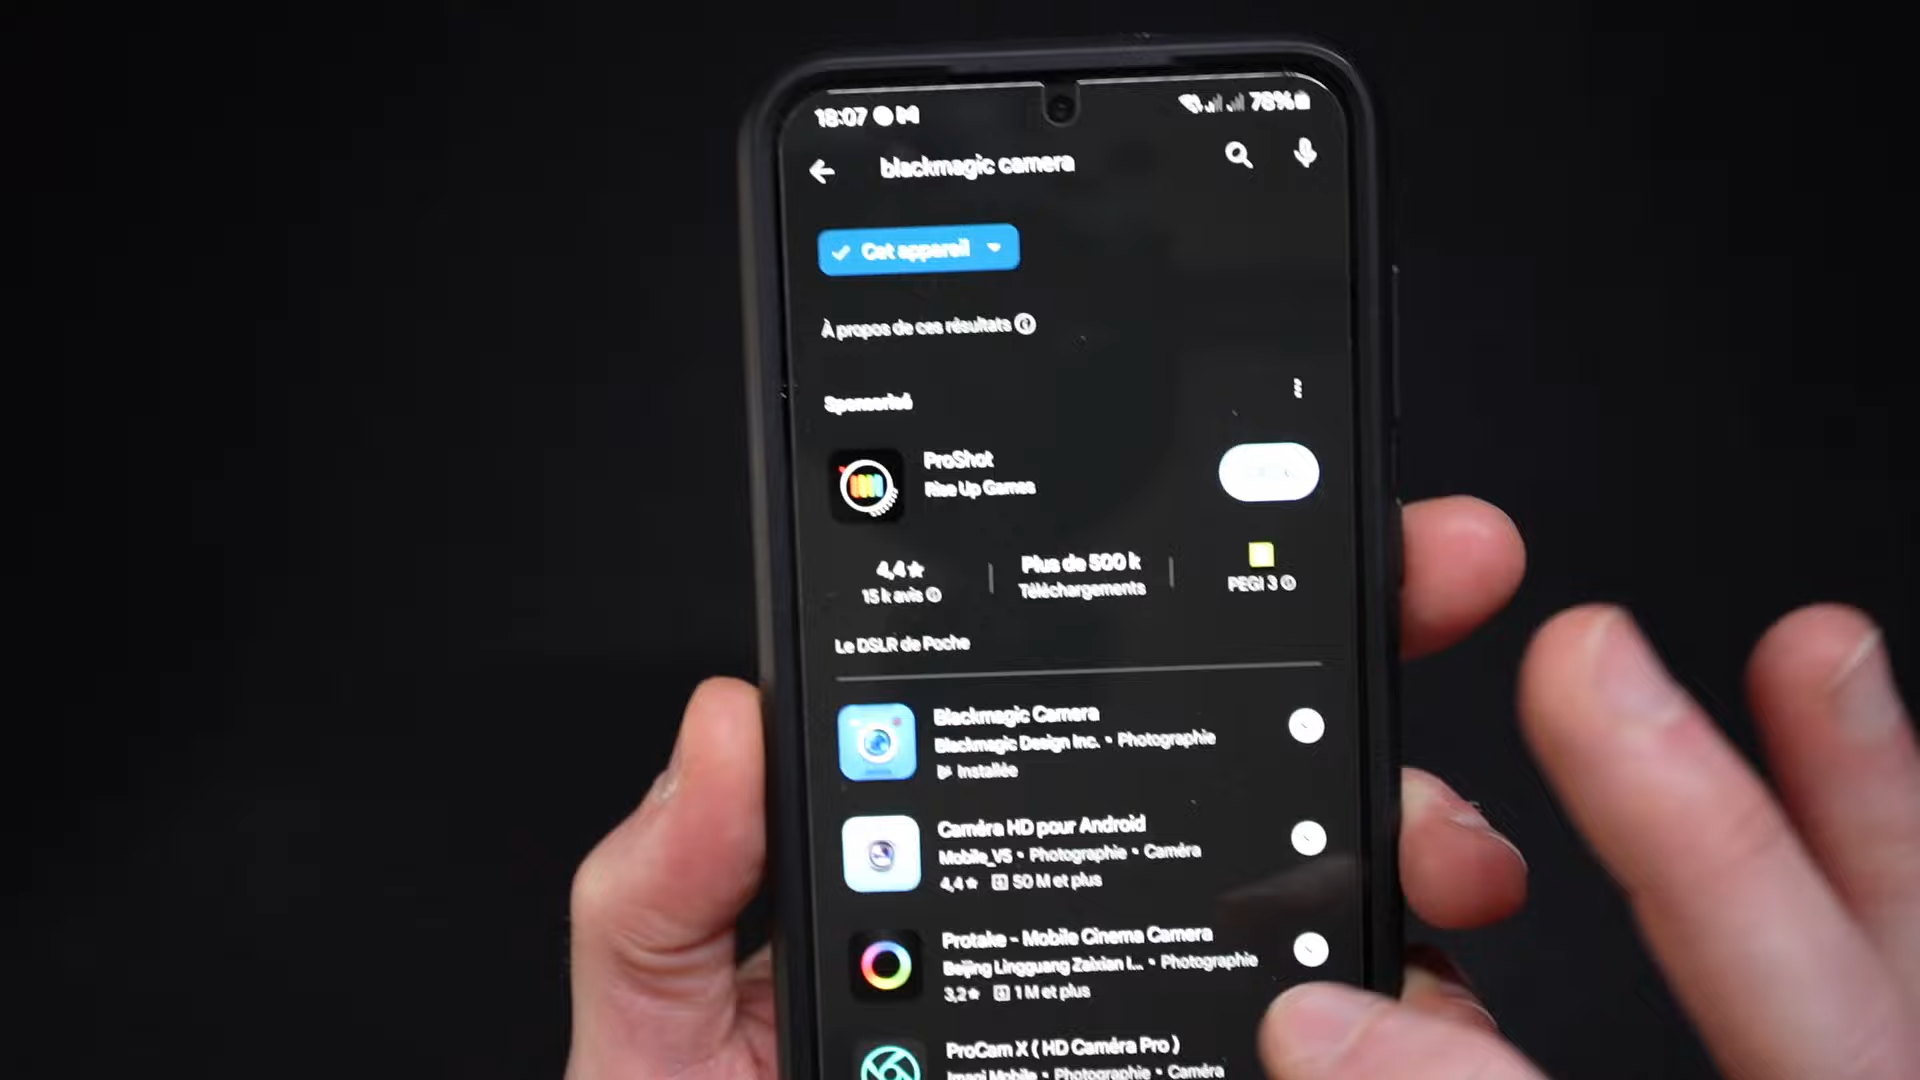 18:07
78%
blackmagic camera
Cet appareil
À propos de ces résultats
Sponsorisé
ProShot
Rise Up Games
4,4★
15 k avis
Plus de 500 k
Téléchargements
PEGI 3
Le DSLR de Poche
Blackmagic Camera
Blackmagic Design Inc. • Photographie
Installée
Caméra HD pour Android
Mobile_V5 • Photographie • Caméra
4,4★ 50 M et plus
Protake - Mobile Cinema Camera
Beijing Lingguang Zaixian I... • Photographie
3,2★ 1 M et plus
ProCam X ( HD Caméra Pro )
Imagi Mobile • Photographie • Caméra